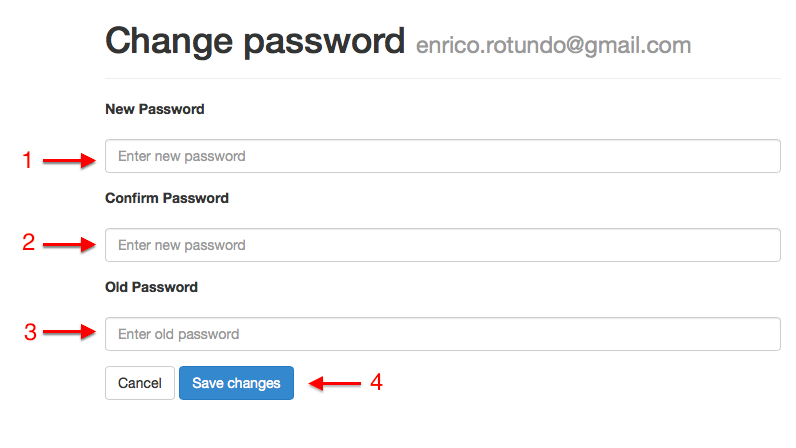 Change password enrico.rotundo@gmail.com
New Password
1 Enter new password
Confirm Password
2 Enter new password
Old Password
3 Enter old password
Cancel Save changes 4